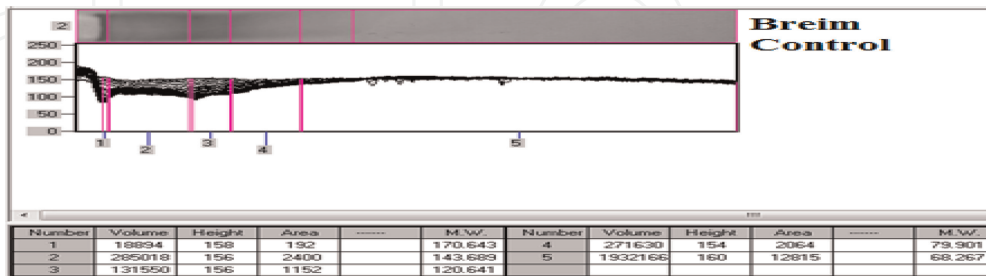 2
Breim
Control
250
200
150
100
50
0
1 2 3 4 5
Number Volume Height Area ------ M.W. Number Volume Height Area ------ M.W.
1 18894 158 192 170.643 4 271630 154 2064 79.901
2 285018 156 2400 143.689 5 1932166 160 12815 68.267
3 131550 156 1152 120.641